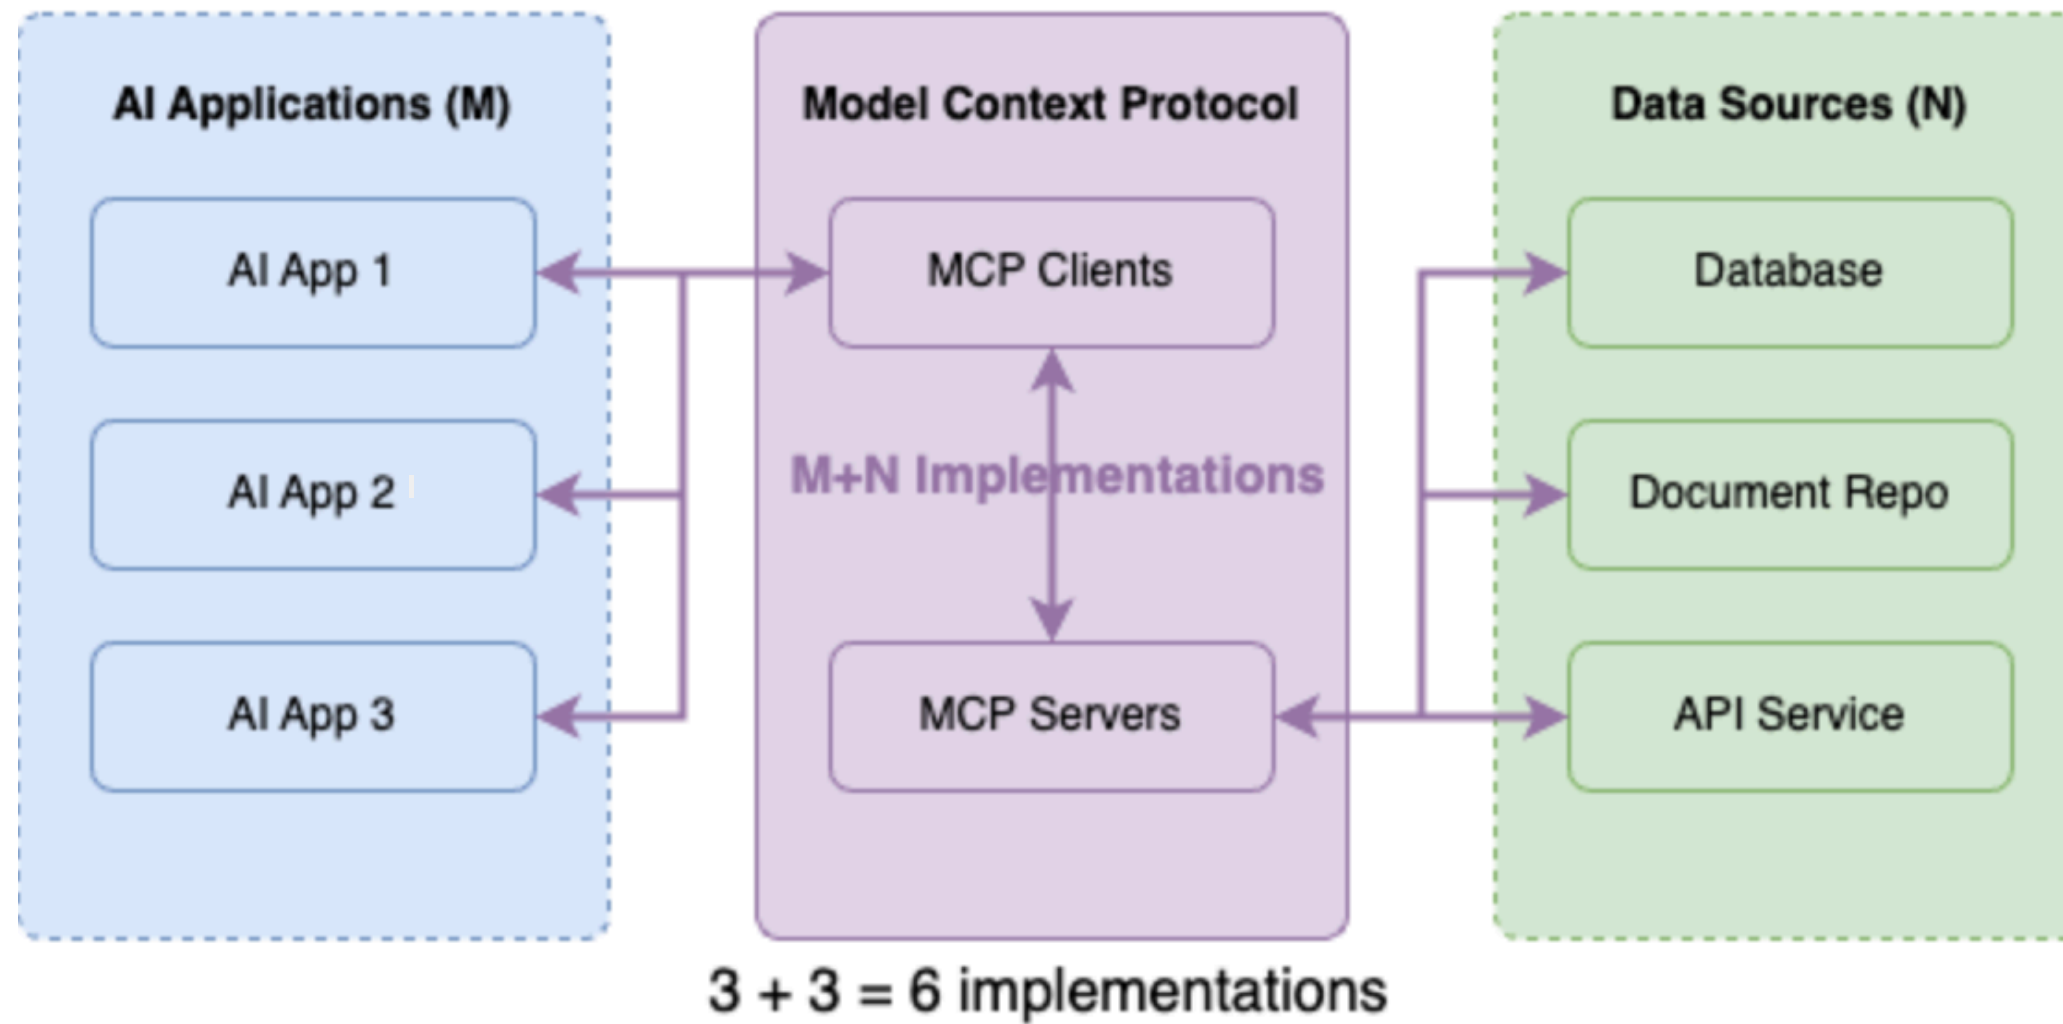 AI Applications (M)
AI App 1
AI App 2
AI App 3
Model Context Protocol
MCP Clients
M+N Implementations
MCP Servers
Data Sources (N)
Database
Document Repo
API Service
3 + 3 = 6 implementations